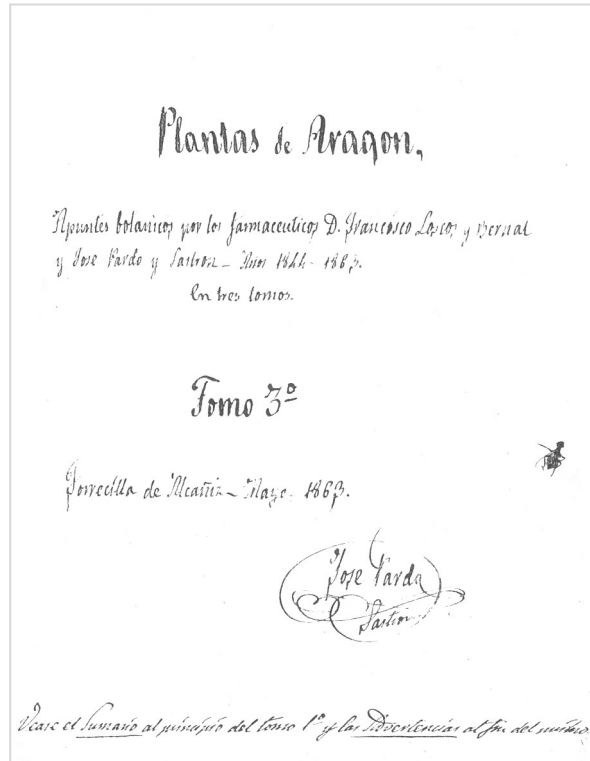 Plantas de Aragon,
Apuntes botanicos por los farmaceuticos D. Francisco Loscos y Bernal
y Jose Pardo y Sastron – Años 1844 - 1863.
En tres tomos.
Tomo 3º
Torrecilla de Alcañiz – Mayo - 1863.
Jose Pardo
Sastron
Vease el Sumario al principio del tomo 1º y las Advertencias al fin del mismo.